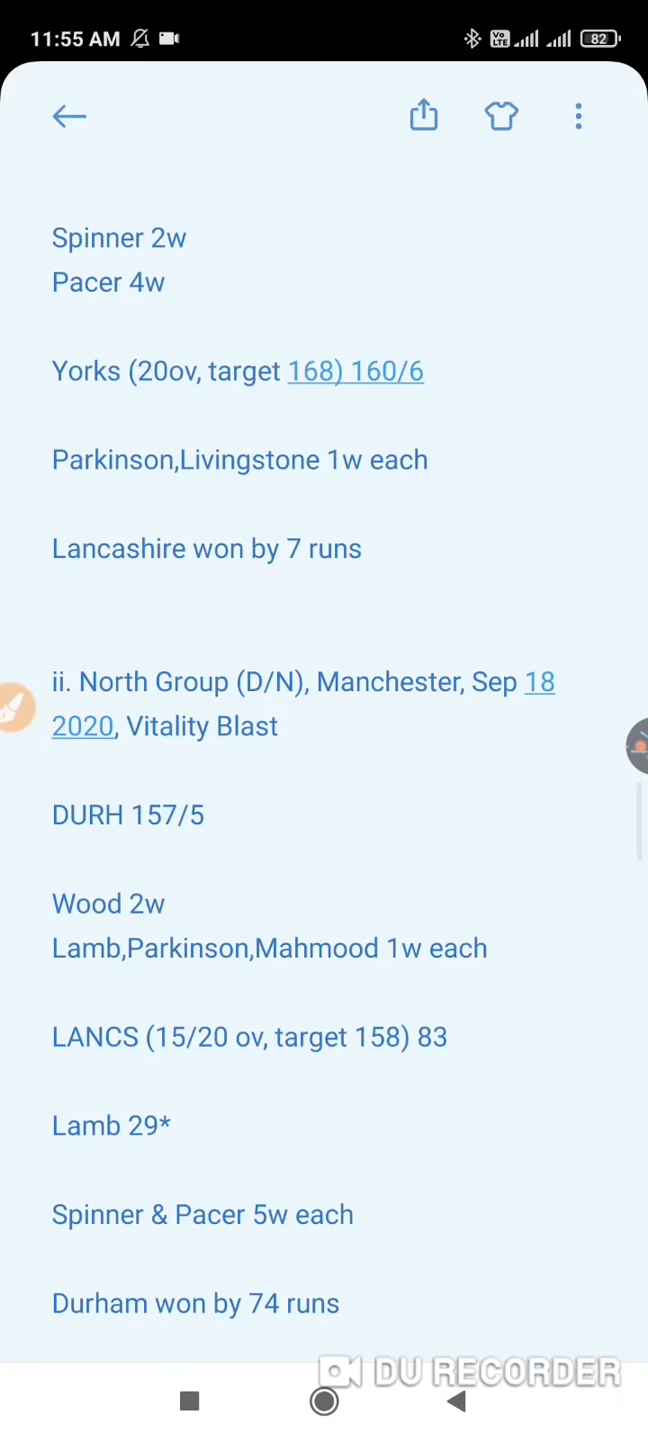 11:55 AM
Vo LTE
82
Spinner 2w
Pacer 4w
Yorks (20ov, target 168) 160/6
Parkinson,Livingstone 1w each
Lancashire won by 7 runs
ii. North Group (D/N), Manchester, Sep 18
2020, Vitality Blast
DURH 157/5
Wood 2w
Lamb,Parkinson,Mahmood 1w each
LANCS (15/20 ov, target 158) 83
Lamb 29*
Spinner & Pacer 5w each
Durham won by 74 runs
DU RECORDER